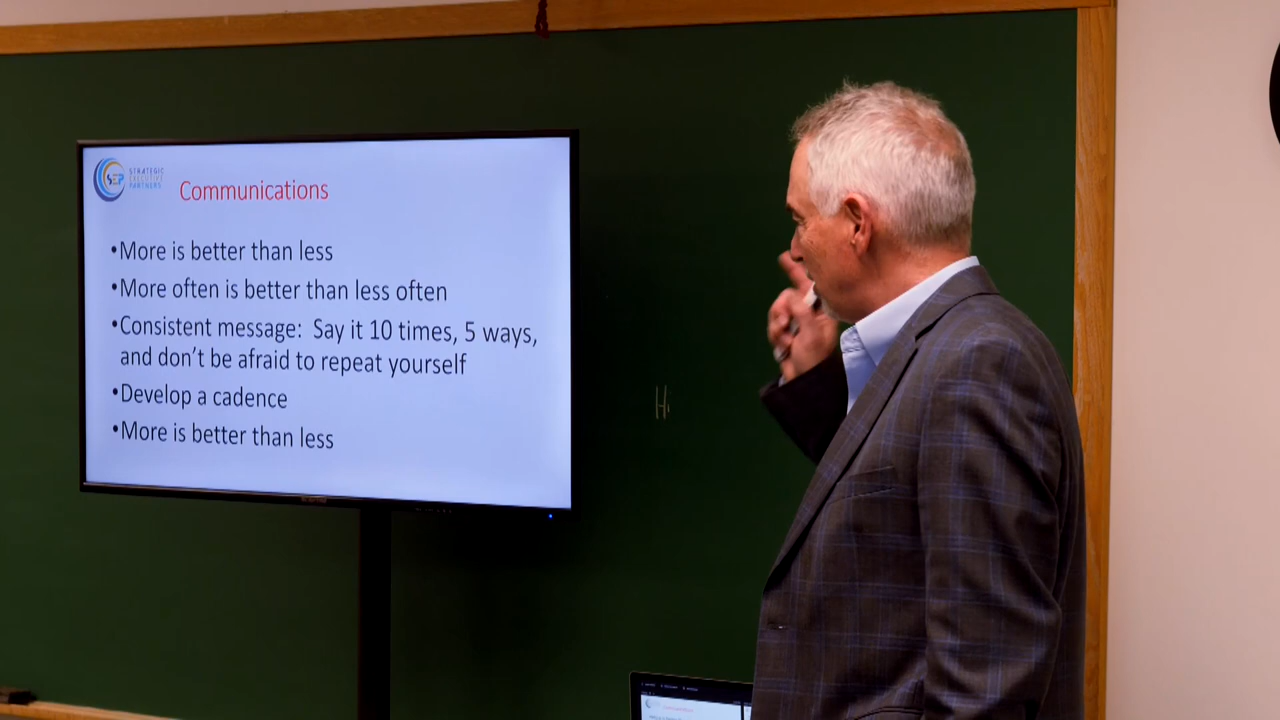 SEP
STRATEGIC
EXECUTIVE
PARTNERS
Communications
•More is better than less
•More often is better than less often
•Consistent message: Say it 10 times, 5 ways,
and don't be afraid to repeat yourself
•Develop a cadence
•More is better than less
Hi